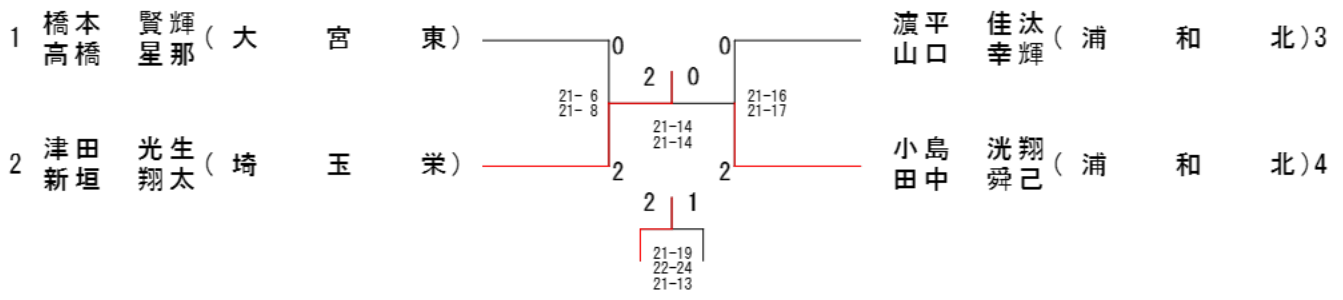 1 橋本 賢輝 (大宮東)
高橋 星那
0
0
濵平 佳汰 (浦和北)3
山口 幸輝
2 0
21- 6
21- 8
21-14
21-14
21-16
21-17
2 津田 光生 (埼玉栄)
新垣 翔太
2
2
小島 洸翔 (浦和北)4
田中 舜己
2 1
21-19
22-24
21-13